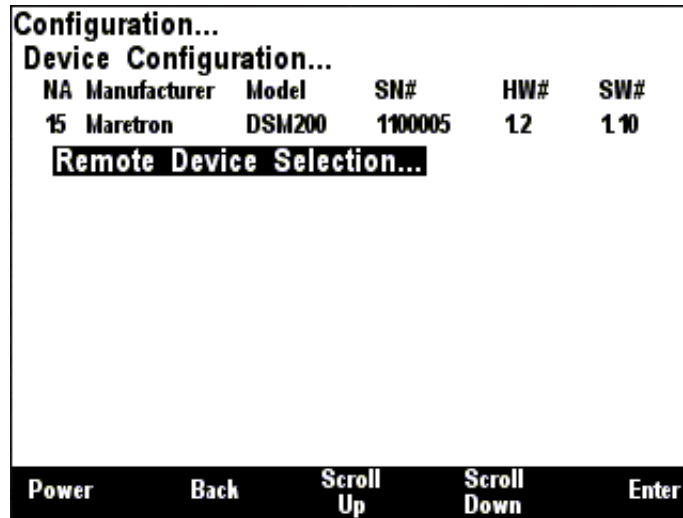 Configuration...
Device Configuration...
NA Manufacturer Model SN# HW# SW#
15 Maretron DSM200 1100005 1.2 1.10
Remote Device Selection...
Power Back Scroll Up Scroll Down Enter